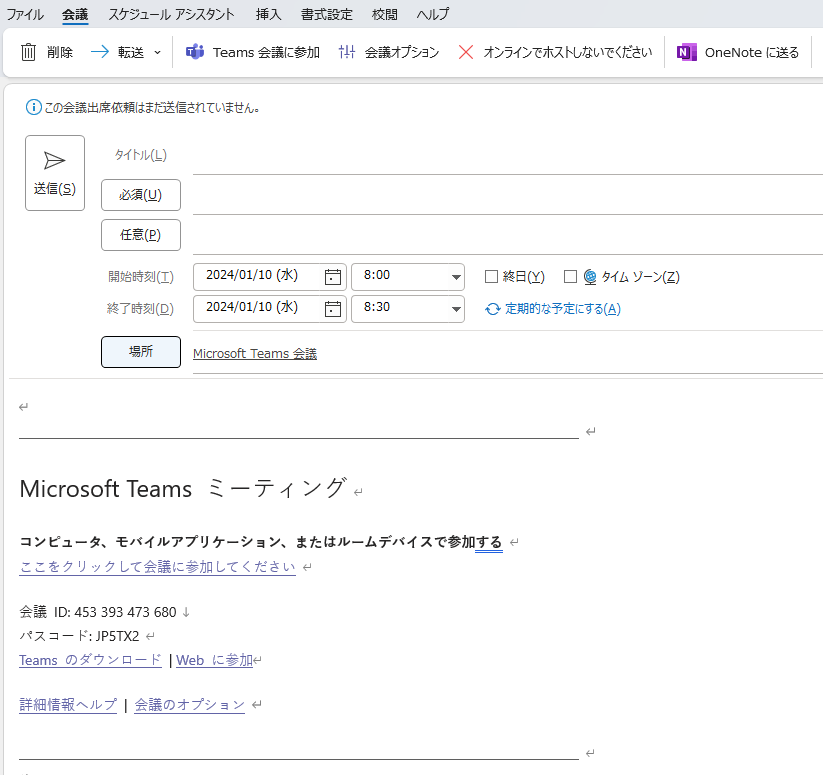 ファイル 会議 スケジュール アシスタント 挿入 書式設定 校閲 ヘルプ
削除 転送 Teams 会議に参加 会議オプション オンラインでホストしないでください OneNote に送る
この会議出席依頼はまだ送信されていません。
送信(S)
タイトル(L)
必須(U)
任意(P)
開始時刻(T) 2024/01/10 (水) 8:00 終日(Y) タイム ゾーン(Z)
終了時刻(D) 2024/01/10 (水) 8:30 定期的な予定にする(A)
場所 Microsoft Teams 会議
Microsoft Teams ミーティング
コンピュータ、モバイルアプリケーション、またはルームデバイスで参加する
ここをクリックして会議に参加してください
会議 ID: 453 393 473 680
パスコード: JP5TX2
Teams のダウンロード | Web に参加
詳細情報ヘルプ | 会議のオプション